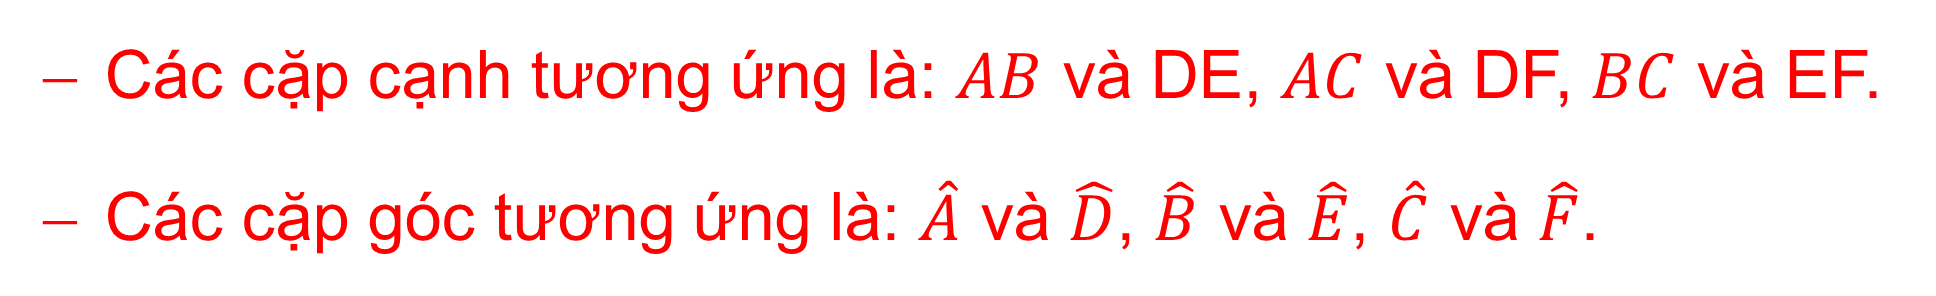 – Các cặp cạnh tương ứng là: AB và DE, AC và DF, BC và EF.
– Các cặp góc tương ứng là: Â và D̂, B̂ và Ê, Ĉ và F̂.